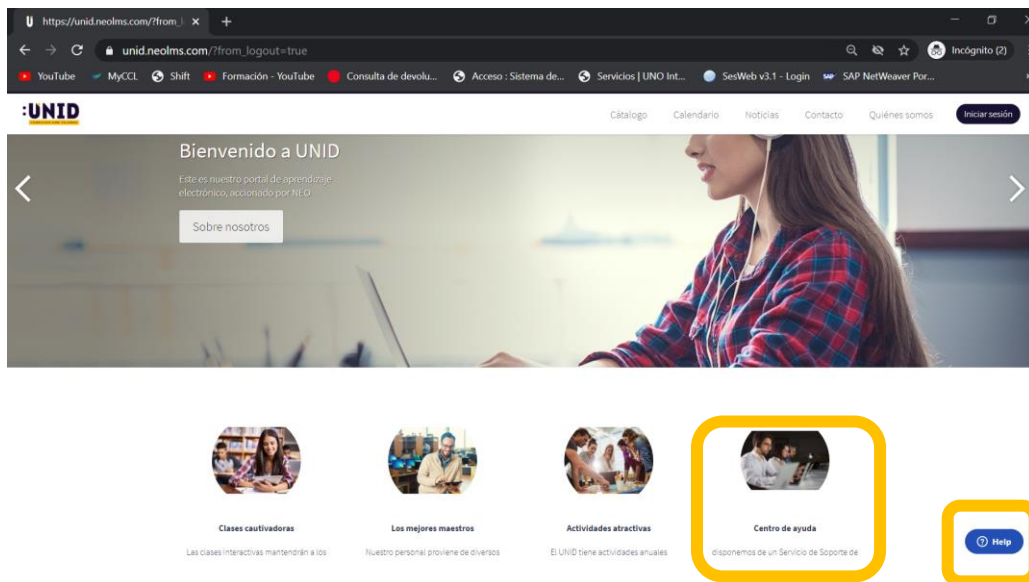 https://unid.neolms.com/?from_l
unid.neolms.com/?from_logout=true
Incógnito (2)
YouTube MyCCL Shift Formación - YouTube Consulta de devolu... Acceso : Sistema de... Servicios | UNO Int... SesWeb v3.1 - Login SAP NetWeaver Por...
:UNID
Cátalogo Calendario Noticias Contacto Quiénes somos Iniciar sesión
Bienvenido a UNID
Este es nuestro portal de aprendizaje
electrónico, accionado por NEO
Sobre nosotros
Clases cautivadoras Los mejores maestros Actividades atractivas Centro de ayuda
Las clases interactivas mantendrán a los Nuestro personal proviene de diversos El UNID tiene actividades anuales disponemos de un Servicio de Soporte de
Help